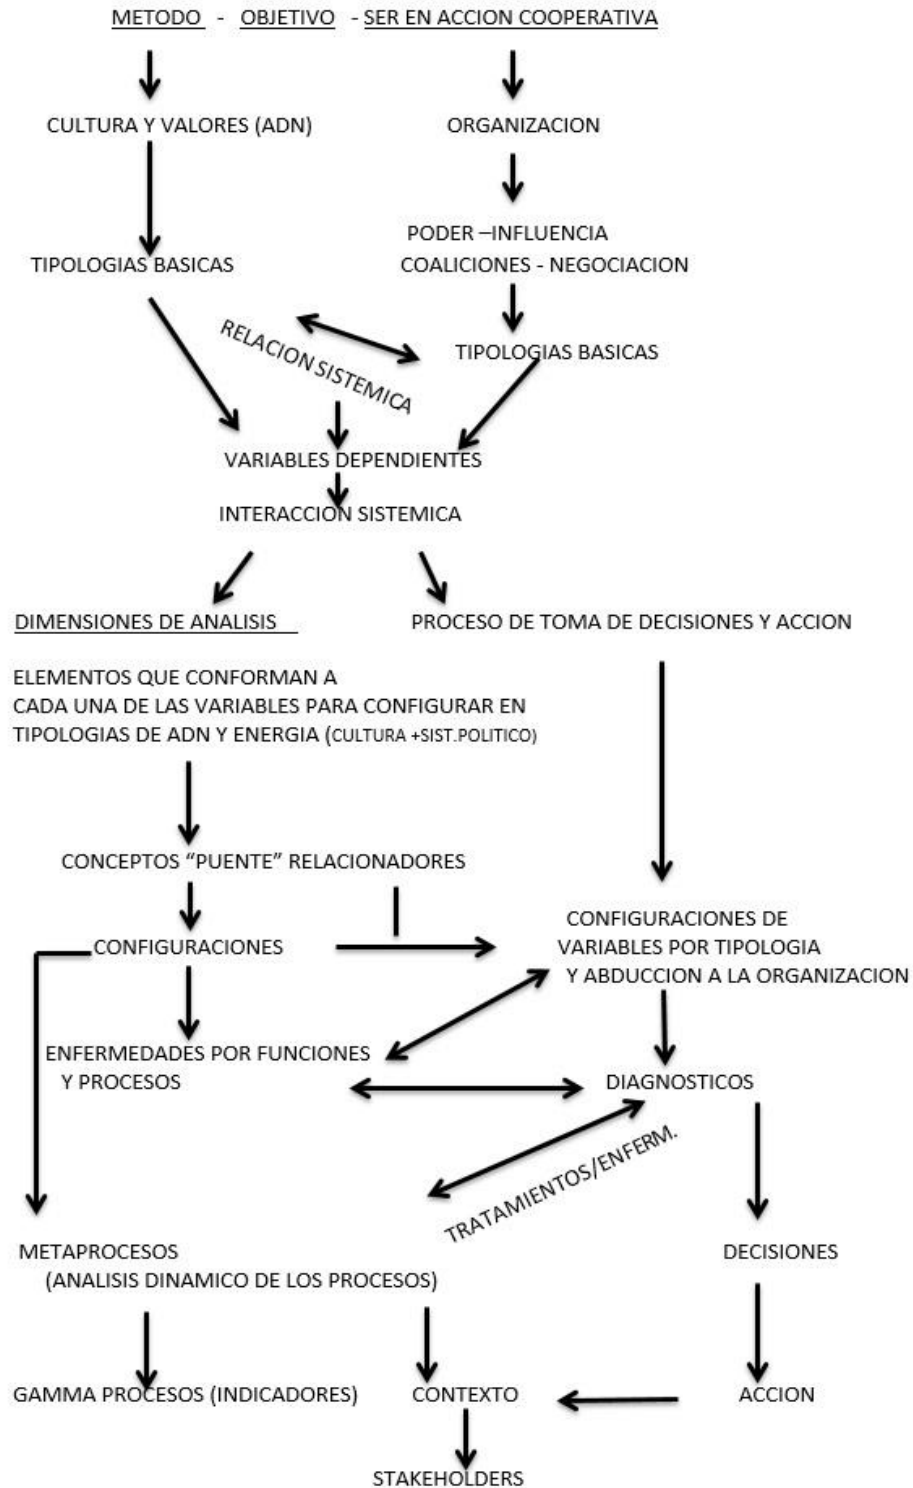 METODO - OBJETIVO - SER EN ACCION COOPERATIVA
CULTURA Y VALORES (ADN)
ORGANIZACION
PODER –INFLUENCIA
COALICIONES - NEGOCIACION
TIPOLOGIAS BASICAS
RELACION SISTEMICA
TIPOLOGIAS BASICAS
VARIABLES DEPENDIENTES
INTERACCION SISTEMICA
DIMENSIONES DE ANALISIS
PROCESO DE TOMA DE DECISIONES Y ACCION
ELEMENTOS QUE CONFORMAN A
CADA UNA DE LAS VARIABLES PARA CONFIGURAR EN
TIPOLOGIAS DE ADN Y ENERGIA (CULTURA +SIST.POLITICO)
CONCEPTOS “PUENTE” RELACIONADORES
CONFIGURACIONES
CONFIGURACIONES DE
VARIABLES POR TIPOLOGIA
Y ABDUCCION A LA ORGANIZACION
ENFERMEDADES POR FUNCIONES
Y PROCESOS
DIAGNOSTICOS
TRATAMIENTOS/ENFERM.
METAPROCESOS
(ANALISIS DINAMICO DE LOS PROCESOS)
DECISIONES
GAMMA PROCESOS (INDICADORES)
CONTEXTO
ACCION
STAKEHOLDERS